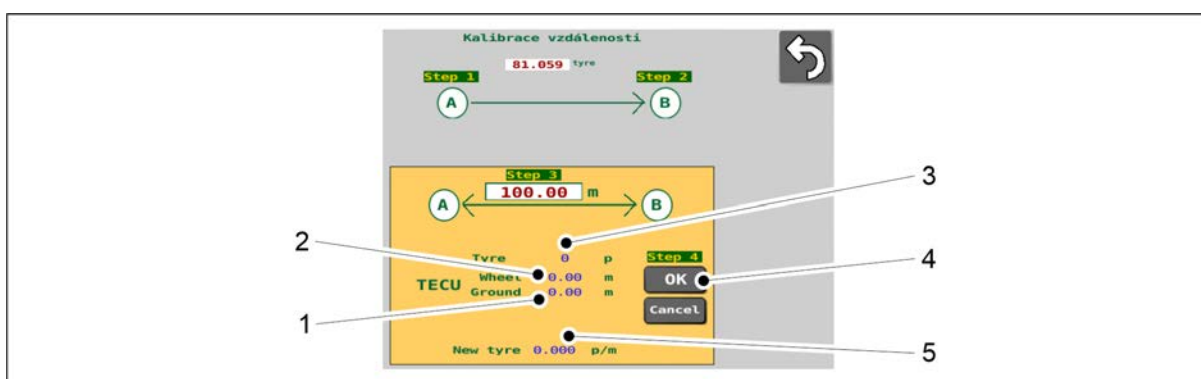 Kalibrace vzdálenosti
81.059 tyre
Step 1 Step 2
A B
Step 3
100.00 m
A B
3
2
Tyre 0 p Step 4
4
Wheel 0.00 m OK
TECU
Ground 0.00 m
1
Cancel
New tyre 0.000 p/m
5